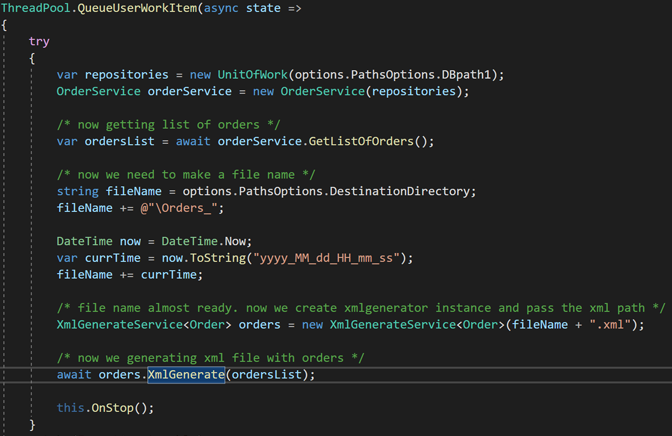 ThreadPool.QueueUserWorkItem(async state =>
{
try
{
var repositories = new UnitOfWork(options.PathsOptions.DBpath1);
OrderService orderService = new OrderService(repositories);
/* now getting list of orders */
var ordersList = await orderService.GetListOfOrders();
/* now we need to make a file name */
string fileName = options.PathsOptions.DestinationDirectory;
fileName += @"\Orders_";
DateTime now = DateTime.Now;
var currTime = now.ToString("yyyy_MM_dd_HH_mm_ss");
fileName += currTime;
/* file name almost ready. now we create xmlgenerator instance and pass the xml path */
XmlGenerateService<Order> orders = new XmlGenerateService<Order>(fileName + ".xml");
/* now we generating xml file with orders */
await orders.XmlGenerate(ordersList);
this.OnStop();
}